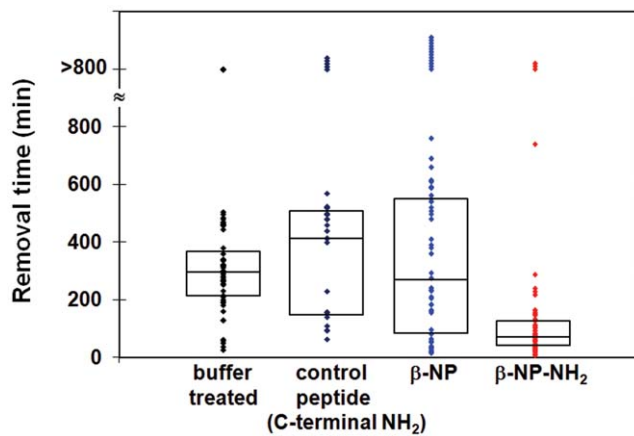 Removal time (min)
>800
≈
800
600
400
200
0
buffer treated
control peptide (C-terminal NH₂)
β-NP
β-NP-NH₂